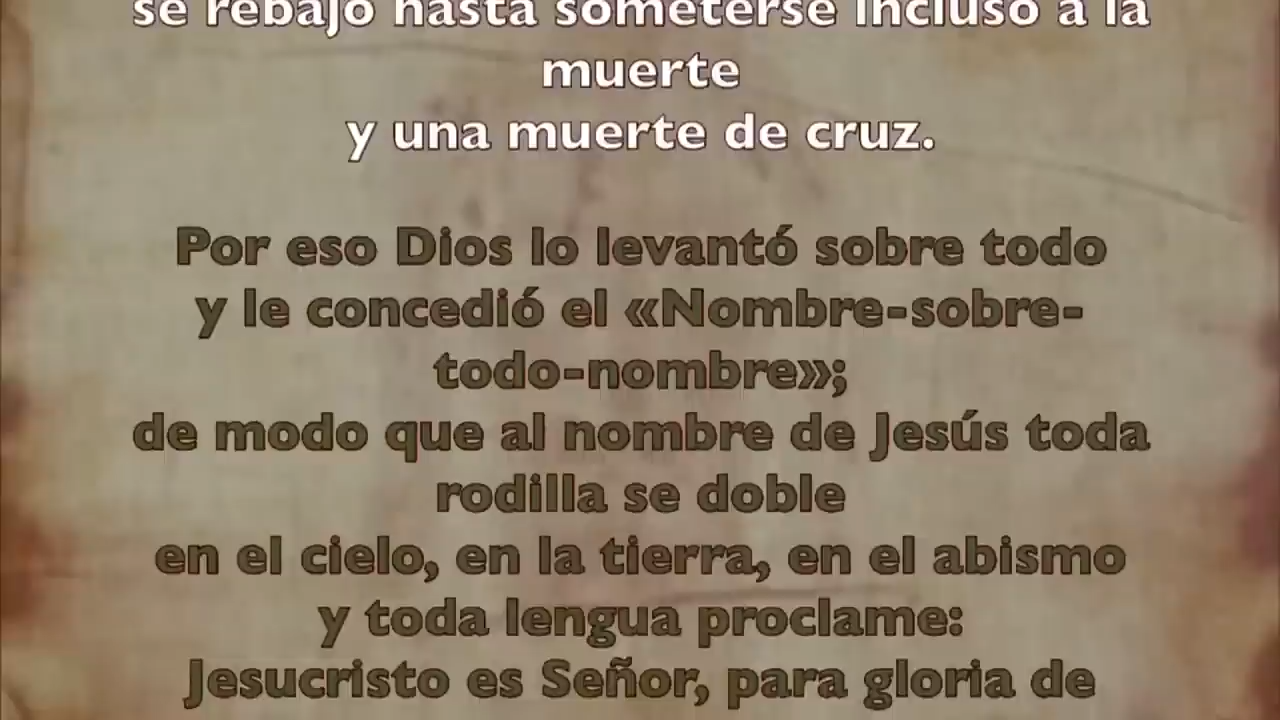 se rebajó hasta someterse incluso a la
muerte
y una muerte de cruz.
Por eso Dios lo levantó sobre todo
y le concedió el «Nombre-sobre-
todo-nombre»;
de modo que al nombre de Jesús toda
rodilla se doble
en el cielo, en la tierra, en el abismo
y toda lengua proclame:
Jesucristo es Señor, para gloria de